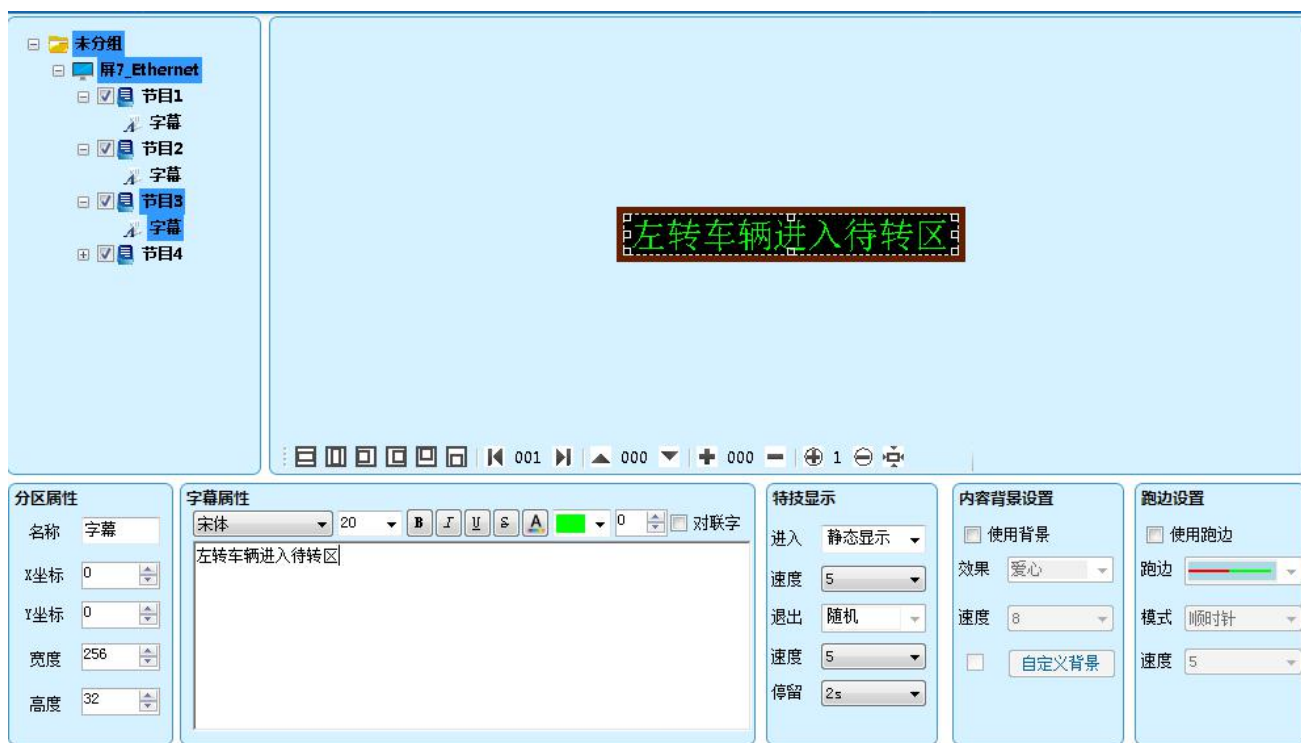 未分组
屏7_Ethernet
节目1
字幕
节目2
字幕
节目3
字幕
节目4
左转车辆进入待转区
001 000 000 1
分区属性
名称 字幕
X坐标 0
Y坐标 0
宽度 256
高度 32
字幕属性
宋体 20 B I U S A 0 对联字
左转车辆进入待转区
特技显示
进入 静态显示
速度 5
退出 随机
速度 5
停留 2s
内容背景设置
使用背景
效果 爱心
速度 8
自定义背景
跑边设置
使用跑边
跑边
模式 顺时针
速度 5